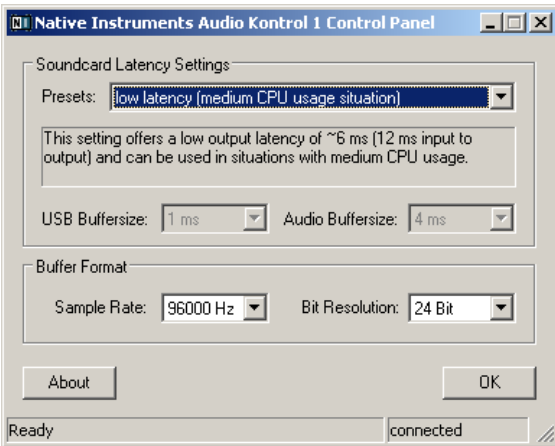 Native Instruments Audio Kontrol 1 Control Panel
Soundcard Latency Settings
Presets: low latency (medium CPU usage situation)
This setting offers a low output latency of ~6 ms (12 ms input to
output) and can be used in situations with medium CPU usage.
USB Buffersize: 1 ms Audio Buffersize: 4 ms
Buffer Format
Sample Rate: 96000 Hz Bit Resolution: 24 Bit
About OK
Ready connected